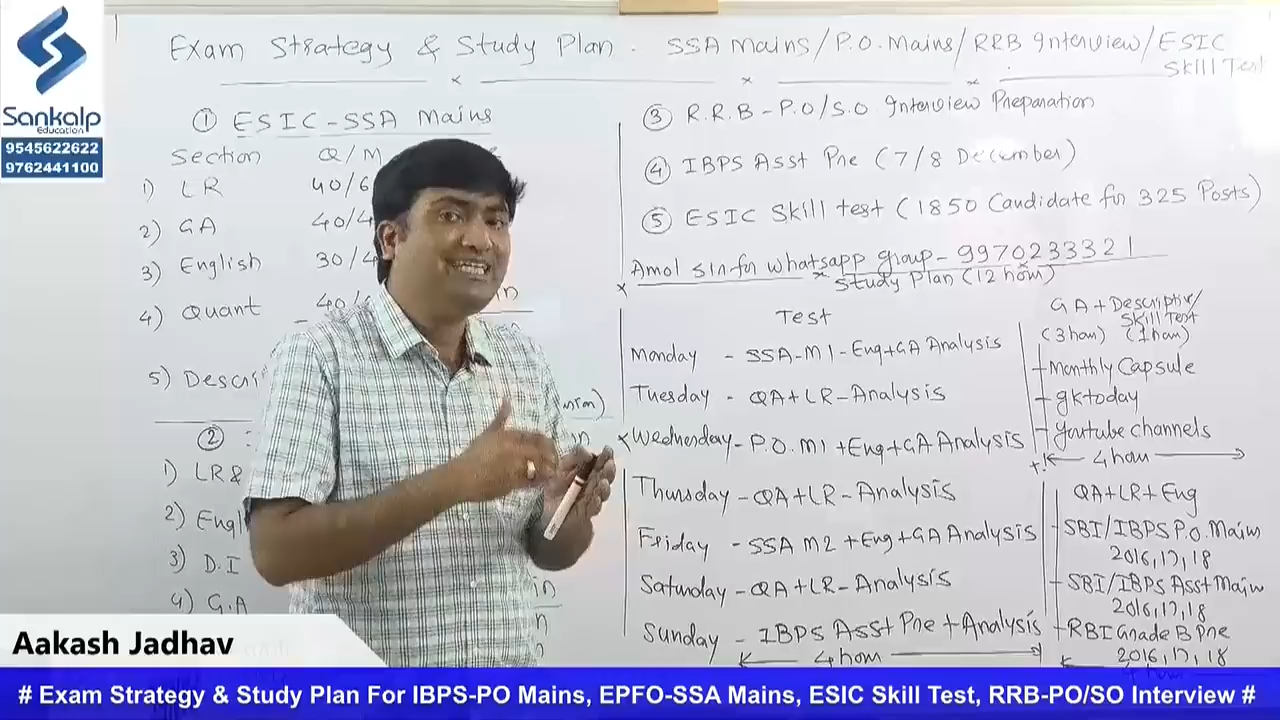 Exam Strategy & Study Plan. SSA Mains/P.O. Mains/RRB Interview/ESIC
Skill Test
Sankalp
Education
9545622622
9762441100
① ESIC-SSA Mains
Section Q/M
1) LR 40/6
2) GA 40/4
3) English 30/4
4) Quant - 40/
5) Descri
②
1) LR &
2) Engl
3) D.I
4) G.A
③ R.R.B - P.O/S.O Interview Preparation
④ IBPS Asst Pre (7/8 December)
⑤ ESIC Skill test (1850 Candidate for 325 Posts)
Amol sir for whatsapp group - 9970233321
Study Plan (12 hour)
Test
GA + Descriptive/
Skill Test
(3 hour) (1 hour)
Monday - SSA-M1-Eng+GA Analysis
Tuesday - QA+LR-Analysis
Wednesday - P.O. M1 +Eng+GA Analysis
Thursday - QA+LR-Analysis
Friday - SSA M2 +Eng+GA Analysis
Saturday - QA+LR-Analysis
Sunday - IBPS Asst Pre + Analysis
4 hour
Monthly Capsule
gktoday
youtube channels
4 hour
QA+LR+Eng
SBI/IBPS P.O. Mains
2016,17,18
SBI/IBPS Asst Main
2016,17,18
RBI Grade B Pre
2016,17,18
Aakash Jadhav
# Exam Strategy & Study Plan For IBPS-PO Mains, EPFO-SSA Mains, ESIC Skill Test, RRB-PO/SO Interview #